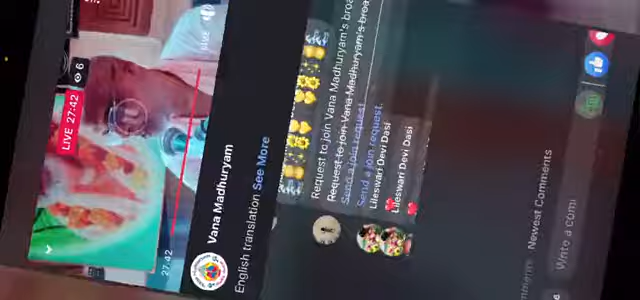 LIVE 27:42
6
LIVE
27:42
Vana Madhuryam
English translation See More
Request to join Vana Madhuryam's broa
Request to join Vana Madhuryam's broa
Send a join request.
Send a join request.
Lileswari Devi Dasi
Lileswari Devi Dasi
Newest Comments
Write a com